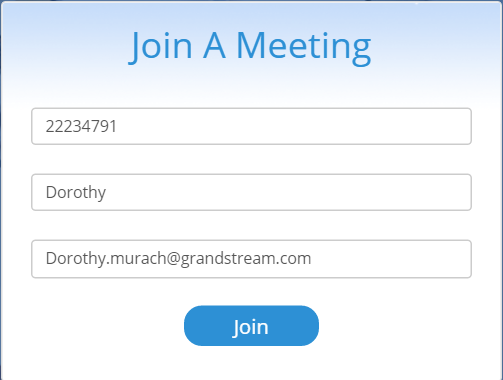 Join A Meeting
22234791
Dorothy
Dorothy.murach@grandstream.com
Join